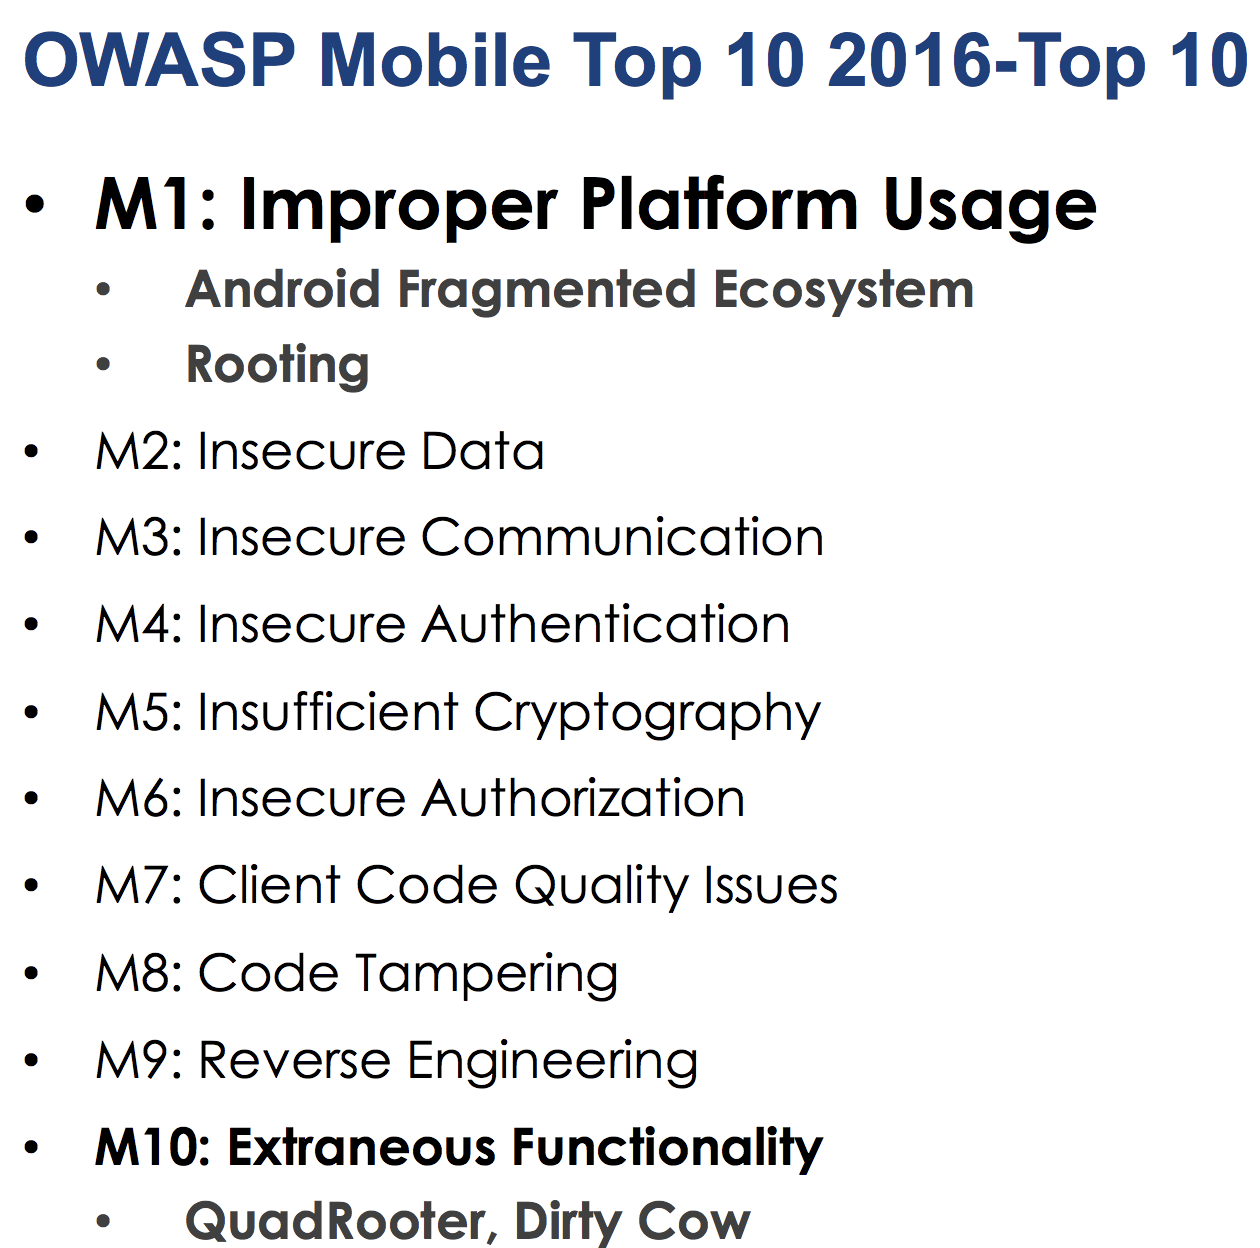 OWASP Mobile Top 10 2016-Top 10
• M1: Improper Platform Usage
• Android Fragmented Ecosystem
• Rooting
• M2: Insecure Data
• M3: Insecure Communication
• M4: Insecure Authentication
• M5: Insufficient Cryptography
• M6: Insecure Authorization
• M7: Client Code Quality Issues
• M8: Code Tampering
• M9: Reverse Engineering
• M10: Extraneous Functionality
• QuadRooter, Dirty Cow